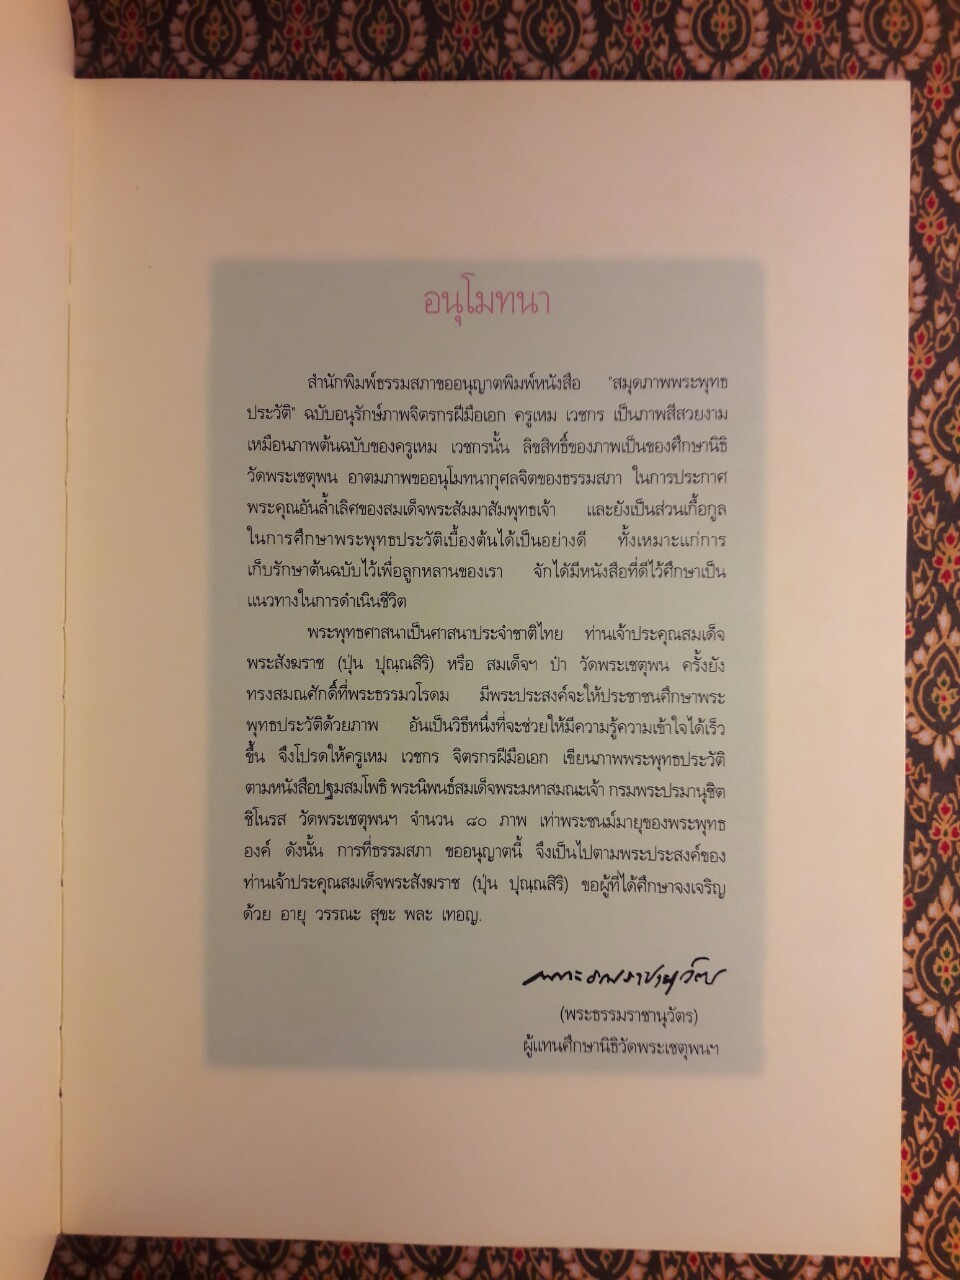 อนุโมทนา
สำนักพิมพ์ธรรมสภาขออนุญาตพิมพ์หนังสือ "สมุดภาพพระพุทธ
ประวัติ" ฉบับอนุรักษ์ภาพจิตรกรฝีมือเอก ครูเหม เวชกร เป็นภาพสีสวยงาม
เหมือนภาพต้นฉบับของครูเหม เวชกรนั้น ลิขสิทธิ์ของภาพเป็นของศึกษานิธิ
วัดพระเชตุพน อาตมภาพขออนุโมทนากุศลจิตของธรรมสภา ในการประกาศ
พระคุณอันล้ำเลิศของสมเด็จพระสัมมาสัมพุทธเจ้า และยังเป็นส่วนเกื้อกูล
ในการศึกษาพระพุทธประวัติเบื้องต้นได้เป็นอย่างดี ทั้งเหมาะแก่การ
เก็บรักษาต้นฉบับไว้เพื่อลูกหลานของเรา จักได้มีหนังสือที่ดีไว้ศึกษาเป็น
แนวทางในการดำเนินชีวิต
พระพุทธศาสนาเป็นศาสนาประจำชาติไทย ท่านเจ้าประคุณสมเด็จ
พระสังฆราช (ปุ่น ปุณฺณสิริ) หรือ สมเด็จฯ ป๋า วัดพระเชตุพน ครั้งยัง
ทรงสมณศักดิ์ที่พระธรรมวโรดม มีพระประสงค์จะให้ประชาชนศึกษาพระ
พุทธประวัติด้วยภาพ อันเป็นวิธีหนึ่งที่จะช่วยให้มีความรู้ความเข้าใจได้เร็ว
ขึ้น จึงโปรดให้ครูเหม เวชกร จิตรกรฝีมือเอก เขียนภาพพระพุทธประวัติ
ตามหนังสือปฐมสมโพธิ พระนิพนธ์สมเด็จพระมหาสมณะเจ้า กรมพระปรมานุชิต
ชิโนรส วัดพระเชตุพนฯ จำนวน ๘๐ ภาพ เท่าพระชนม์มายุของพระพุทธ
องค์ ดังนั้น การที่ธรรมสภา ขออนุญาตนี้ จึงเป็นไปตามพระประสงค์ของ
ท่านเจ้าประคุณสมเด็จพระสังฆราช (ปุ่น ปุณฺณสิริ) ขอผู้ที่ได้ศึกษาจงเจริญ
ด้วย อายุ วรรณะ สุขะ พละ เทอญ.
(พระธรรมราชานุวัตร)
ผู้แทนศึกษานิธิวัดพระเชตุพนฯ